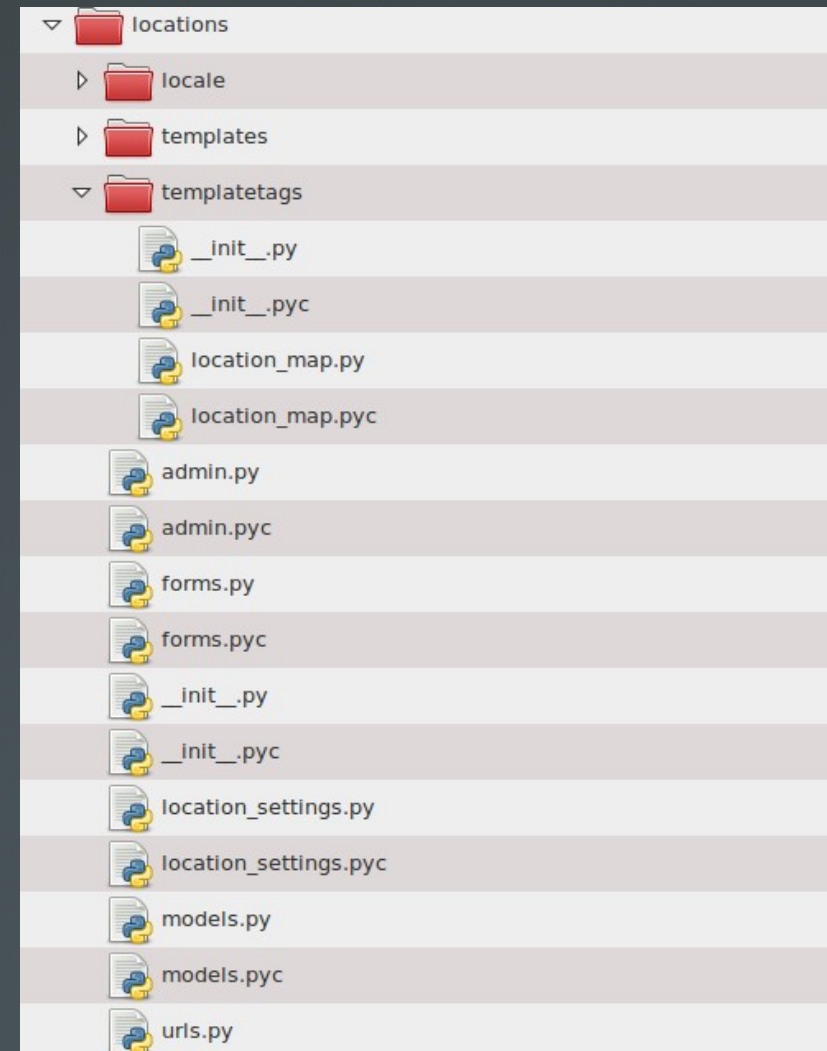 locations
locale
templates
templatetags
__init__.py
__init__.pyc
location_map.py
location_map.pyc
admin.py
admin.pyc
forms.py
forms.pyc
__init__.py
__init__.pyc
location_settings.py
location_settings.pyc
models.py
models.pyc
urls.py